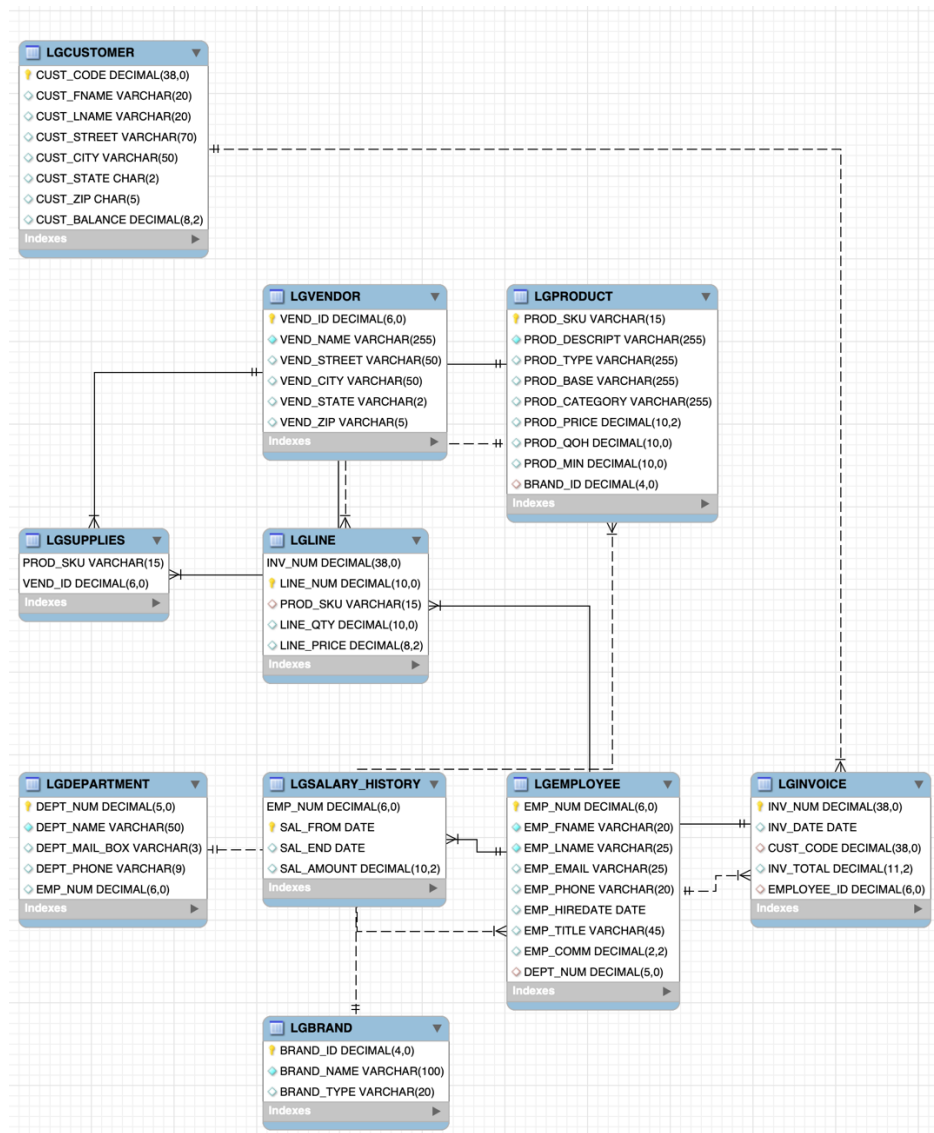 LGCUSTOMER
CUST_CODE DECIMAL(38,0)
CUST_FNAME VARCHAR(20)
CUST_LNAME VARCHAR(20)
CUST_STREET VARCHAR(70)
CUST_CITY VARCHAR(50)
CUST_STATE CHAR(2)
CUST_ZIP CHAR(5)
CUST_BALANCE DECIMAL(8,2)
Indexes
LGVENDOR
VEND_ID DECIMAL(6,0)
VEND_NAME VARCHAR(255)
VEND_STREET VARCHAR(50)
VEND_CITY VARCHAR(50)
VEND_STATE VARCHAR(2)
VEND_ZIP VARCHAR(5)
Indexes
LGPRODUCT
PROD_SKU VARCHAR(15)
PROD_DESCRIPT VARCHAR(255)
PROD_TYPE VARCHAR(255)
PROD_BASE VARCHAR(255)
PROD_CATEGORY VARCHAR(255)
PROD_PRICE DECIMAL(10,2)
PROD_QOH DECIMAL(10,0)
PROD_MIN DECIMAL(10,0)
BRAND_ID DECIMAL(4,0)
Indexes
LGSUPPLIES
PROD_SKU VARCHAR(15)
VEND_ID DECIMAL(6,0)
Indexes
LGLINE
INV_NUM DECIMAL(38,0)
LINE_NUM DECIMAL(10,0)
PROD_SKU VARCHAR(15)
LINE_QTY DECIMAL(10,0)
LINE_PRICE DECIMAL(8,2)
Indexes
LGDEPARTMENT
DEPT_NUM DECIMAL(5,0)
DEPT_NAME VARCHAR(50)
DEPT_MAIL_BOX VARCHAR(3)
DEPT_PHONE VARCHAR(9)
EMP_NUM DECIMAL(6,0)
Indexes
LGSALARY_HISTORY
EMP_NUM DECIMAL(6,0)
SAL_FROM DATE
SAL_END DATE
SAL_AMOUNT DECIMAL(10,2)
Indexes
LGEMPLOYEE
EMP_NUM DECIMAL(6,0)
EMP_FNAME VARCHAR(20)
EMP_LNAME VARCHAR(25)
EMP_EMAIL VARCHAR(25)
EMP_PHONE VARCHAR(20)
EMP_HIREDATE DATE
EMP_TITLE VARCHAR(45)
EMP_COMM DECIMAL(2,2)
DEPT_NUM DECIMAL(5,0)
Indexes
LGINVOICE
INV_NUM DECIMAL(38,0)
INV_DATE DATE
CUST_CODE DECIMAL(38,0)
INV_TOTAL DECIMAL(11,2)
EMPLOYEE_ID DECIMAL(6,0)
Indexes
LGBRAND
BRAND_ID DECIMAL(4,0)
BRAND_NAME VARCHAR(100)
BRAND_TYPE VARCHAR(20)
Indexes